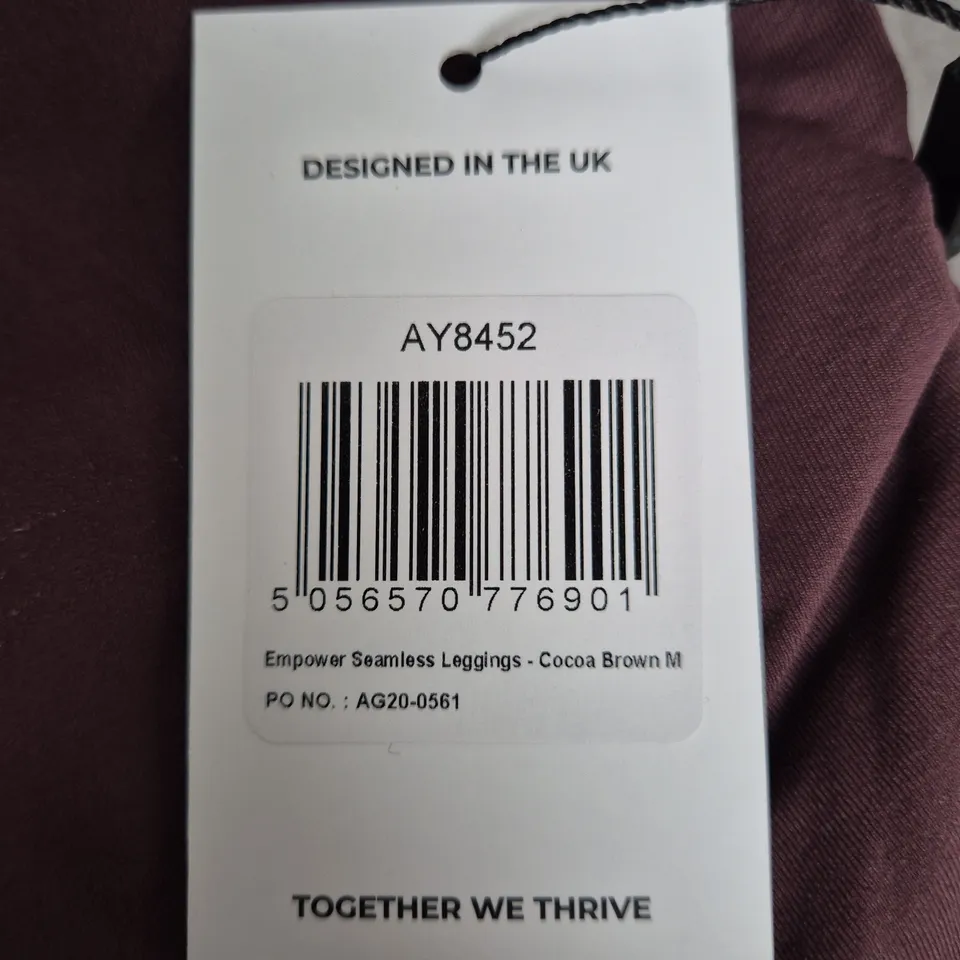 DESIGNED IN THE UK
AY8452
5 056570 776901
Empower Seamless Leggings - Cocoa Brown M
PO NO. : AG20-0561
TOGETHER WE THRIVE